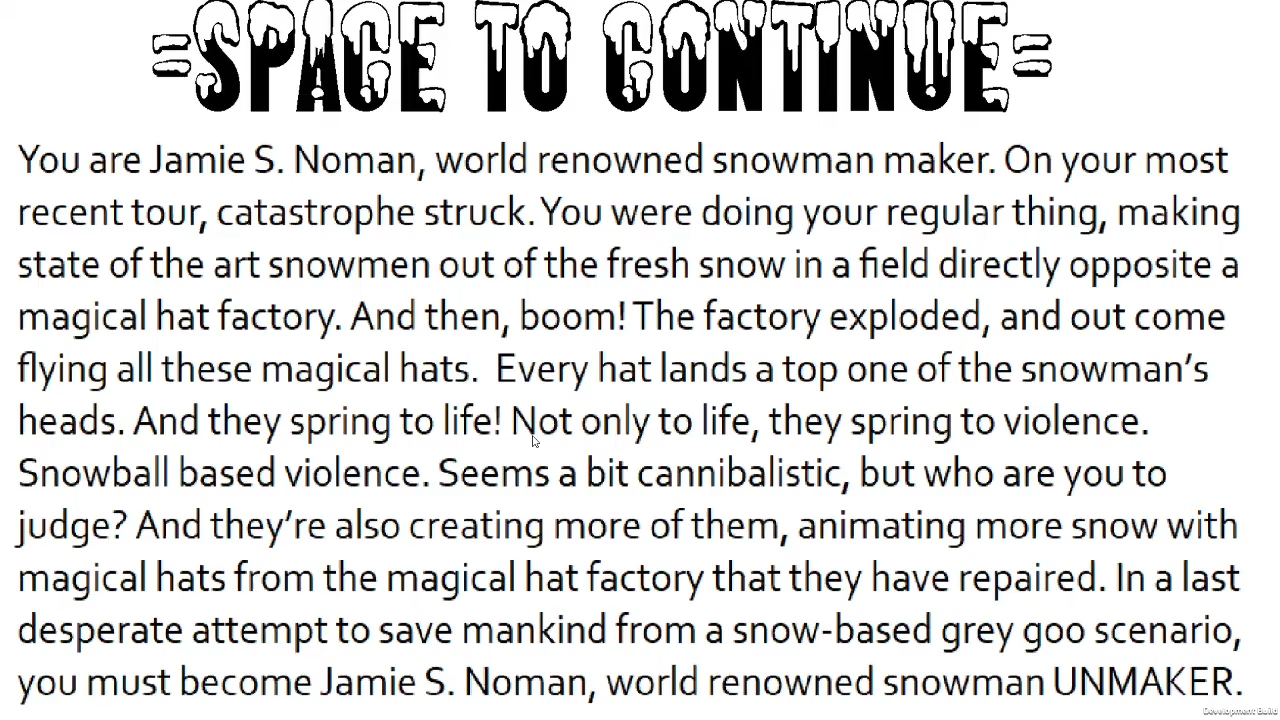 =SPACE TO CONTINUE=
You are Jamie S. Noman, world renowned snowman maker. On your most
recent tour, catastrophe struck. You were doing your regular thing, making
state of the art snowmen out of the fresh snow in a field directly opposite a
magical hat factory. And then, boom! The factory exploded, and out come
flying all these magical hats.  Every hat lands a top one of the snowman’s
heads. And they spring to life! Not only to life, they spring to violence.
Snowball based violence. Seems a bit cannibalistic, but who are you to
judge? And they’re also creating more of them, animating more snow with
magical hats from the magical hat factory that they have repaired. In a last
desperate attempt to save mankind from a snow-based grey goo scenario,
you must become Jamie S. Noman, world renowned snowman UNMAKER.
Development Build